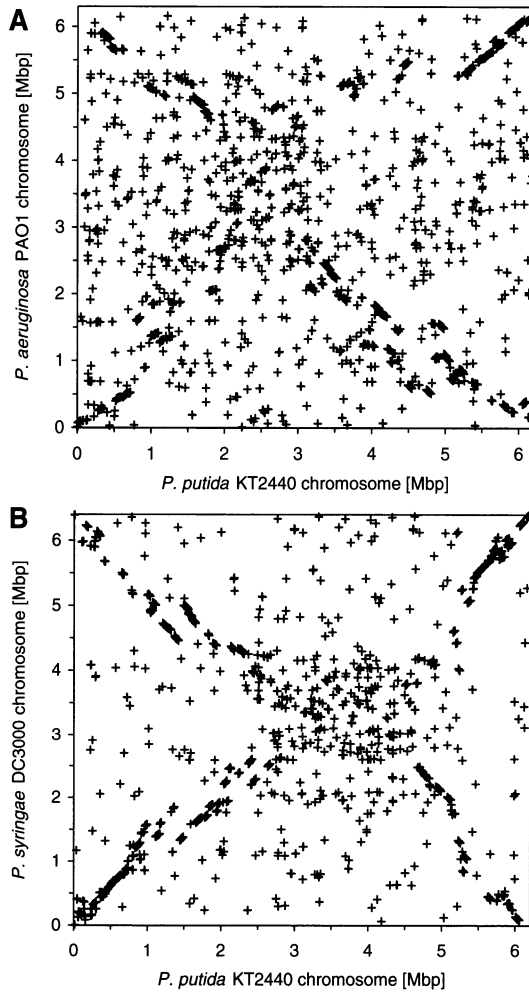 A
P. aeruginosa PAO1 chromosome [Mbp]
6
5
4
3
2
1
0
0 1 2 3 4 5 6
P. putida KT2440 chromosome [Mbp]
B
P. syringae DC3000 chromosome [Mbp]
6
5
4
3
2
1
0
0 1 2 3 4 5 6
P. putida KT2440 chromosome [Mbp]